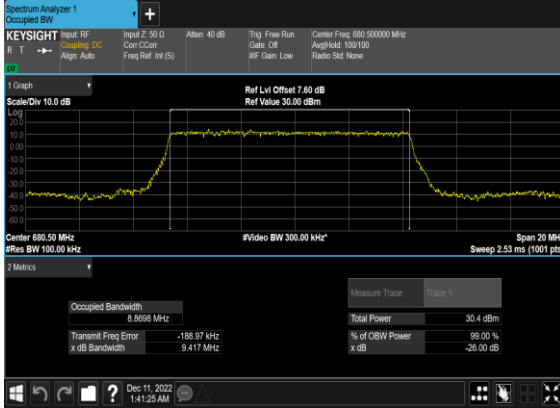 Spectrum Analyzer 1
Occupied BW
+
KEYSIGHT Input: RF Input Z: 50 Ω Atten: 40 dB Trig: Free Run Center Freq: 680.500000 MHz
R T Coupling: DC Corr CCorr Gate: Off Avg|Hold: 100/100
Align: Auto Freq Ref: Int (S) #IF Gain: Low Radio Std: None
1 Graph
Ref Lvl Offset 7.60 dB
Scale/Div 10.0 dB Ref Value 30.00 dBm
Log
20.0
10.0
0.00
-10.0
-20.0
-30.0
-40.0
-50.0
-60.0
Center 680.50 MHz #Video BW 300.00 kHz* Span 20 MH
#Res BW 100.00 kHz Sweep 2.53 ms (1001 pts
2 Metrics
Measure Trace Trace 1
Occupied Bandwidth
8.8698 MHz Total Power 30.4 dBm
Transmit Freq Error -188.97 kHz % of OBW Power 99.00 %
x dB Bandwidth 9.417 MHz x dB -26.00 dB
? Dec 11, 2022
1:41:25 AM